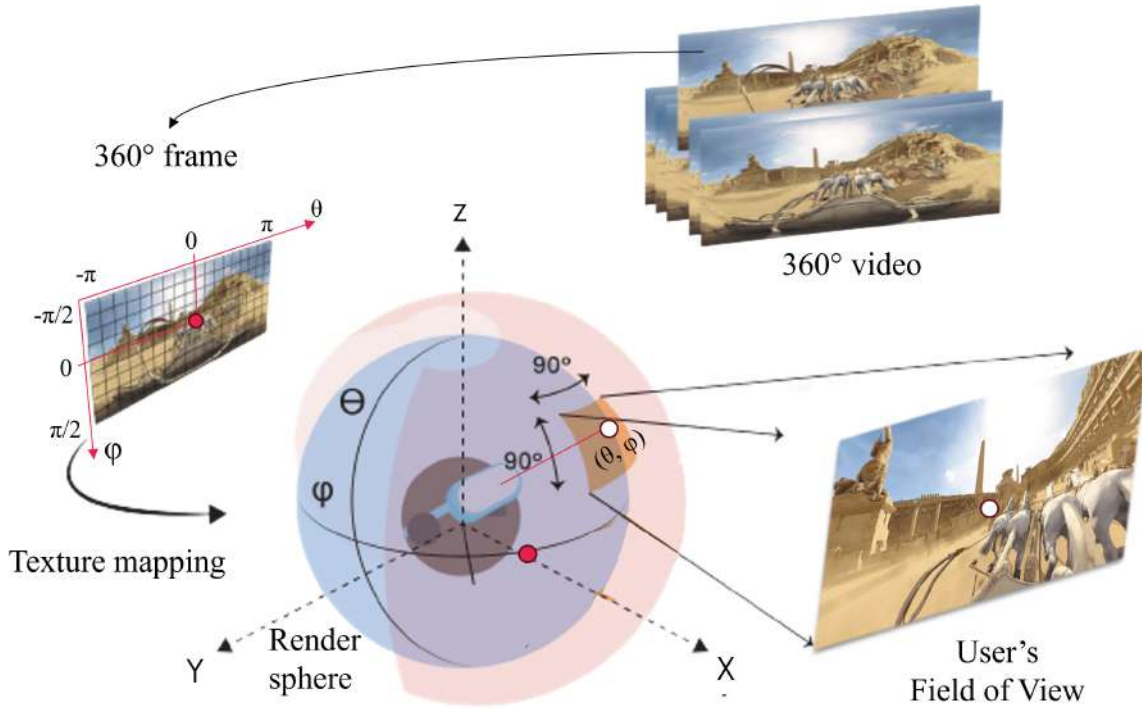 360° frame
360° video
θ
π
0
-π
-π/2
0
π/2
φ
Texture mapping
Z
90°
90°
(θ, φ)
Θ
φ
Y
X
Render
sphere
User's
Field of View